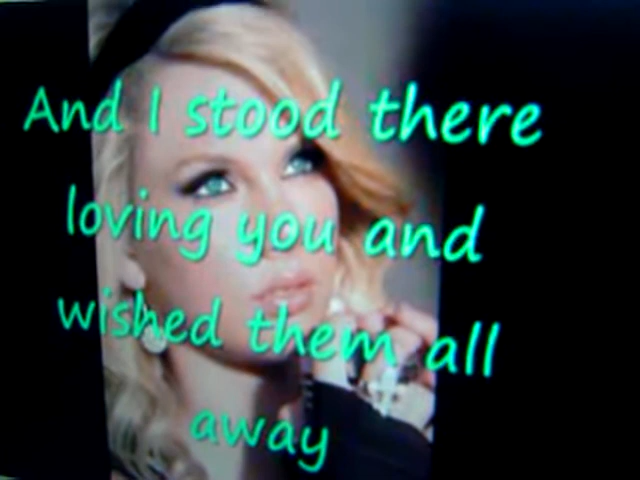 And I stood there
loving you and
wished them all
away